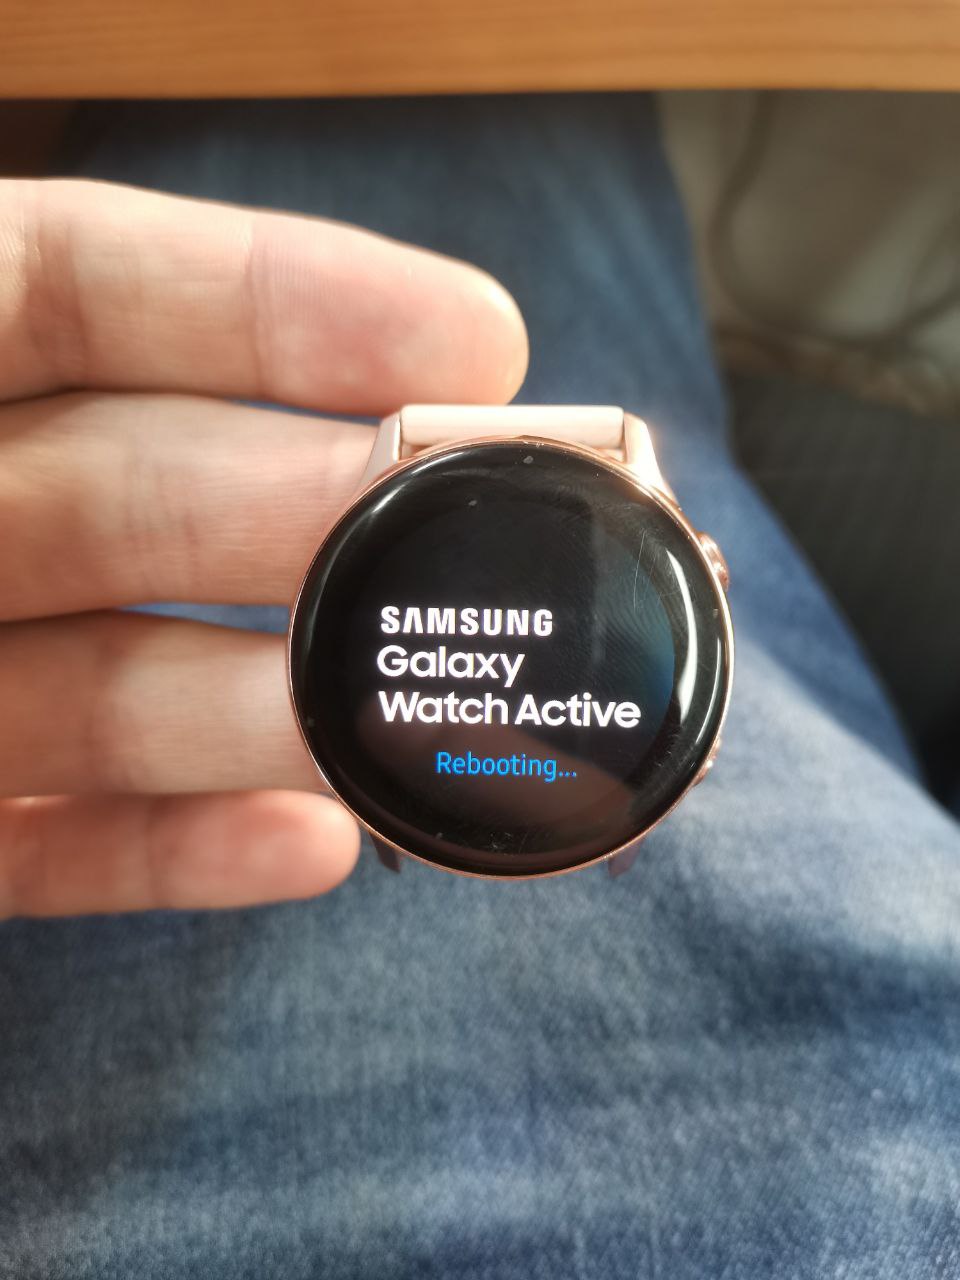 SAMSUNG
Galaxy
Watch Active
Rebooting...